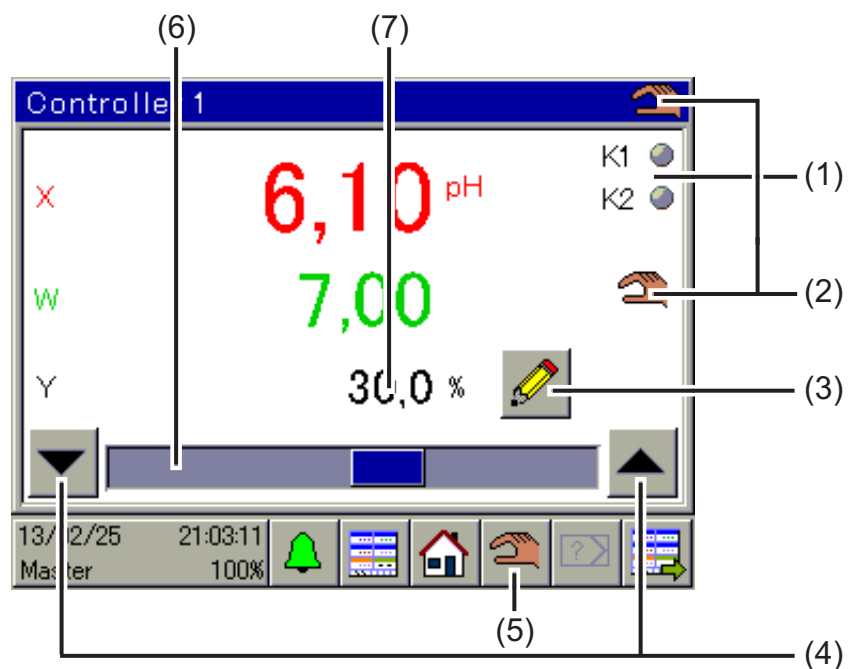 (6) (7)
Controller 1
K1
(1)
X 6,10 pH
K2
W 7,00
(2)
Y 30,0 %
(3)
13/02/25 21:03:11
Master 100%
?
(5)
(4)